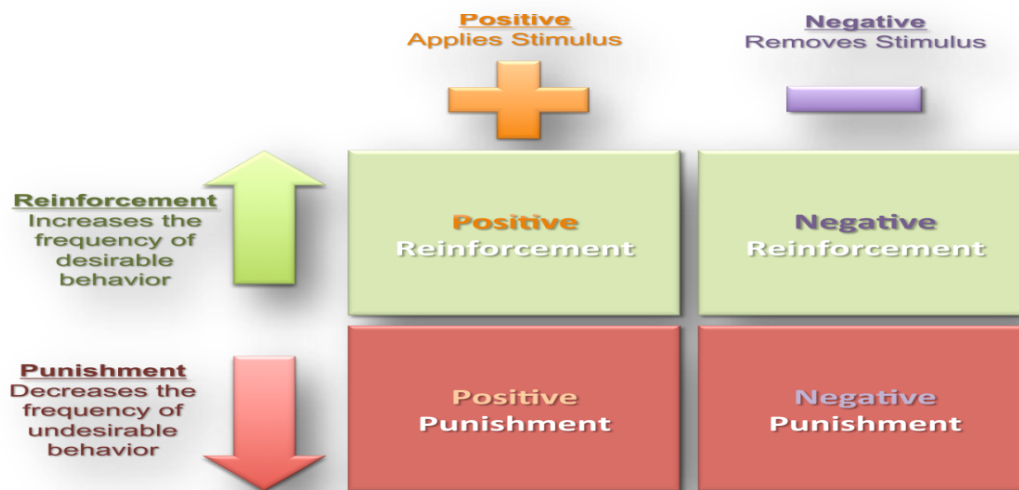 Positive
Applies Stimulus
Negative
Removes Stimulus
Reinforcement
Increases the
frequency of
desirable
behavior
Positive
Reinforcement
Negative
Reinforcement
Punishment
Decreases the
frequency of
undesirable
behavior
Positive
Punishment
Negative
Punishment